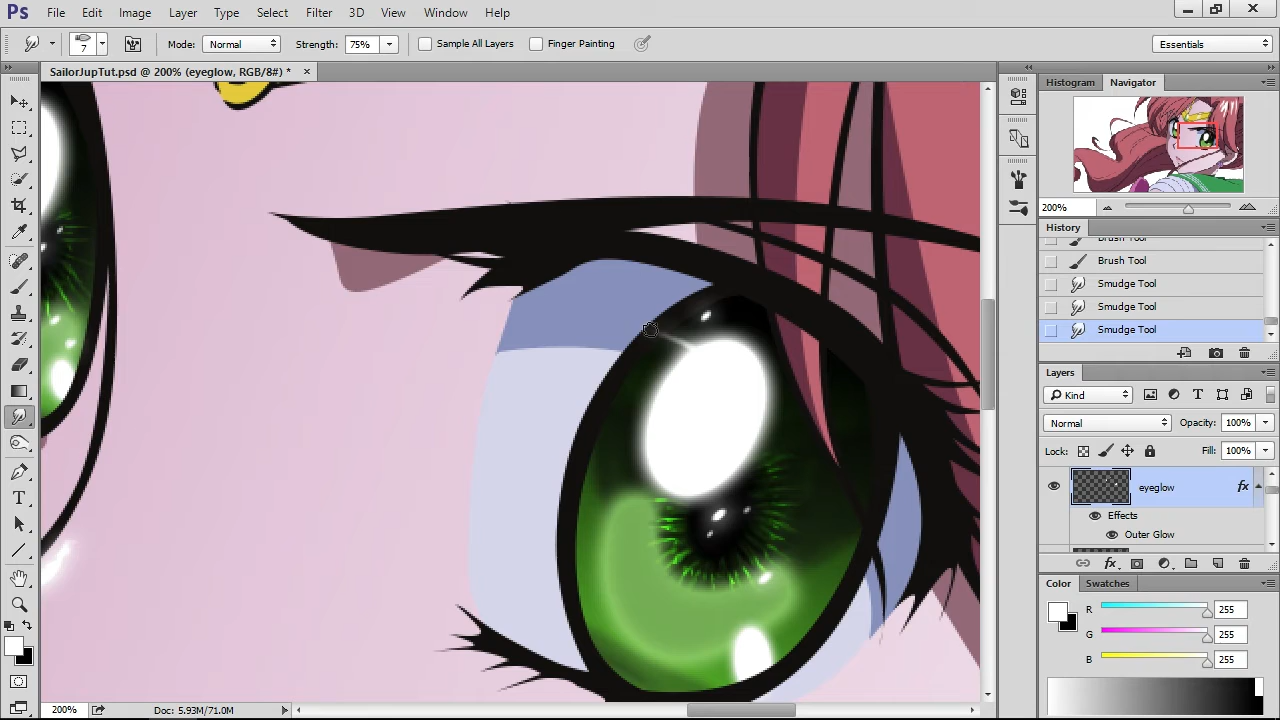 Ps File Edit Image Layer Type Select Filter 3D View Window Help
7 Mode: Normal Strength: 75% Sample All Layers Finger Painting Essentials
SailorJupTut.psd @ 200% (eyeglow, RGB/8#) * ×
Histogram Navigator
200%
History
Brush Tool
Brush Tool
Smudge Tool
Smudge Tool
Smudge Tool
Layers
Kind
Normal Opacity: 100%
Lock: Fill: 100%
eyeglow fx
Effects
Outer Glow
fx
Color Swatches
R 255
G 255
B 255
200% Doc: 5.93M/71.0M